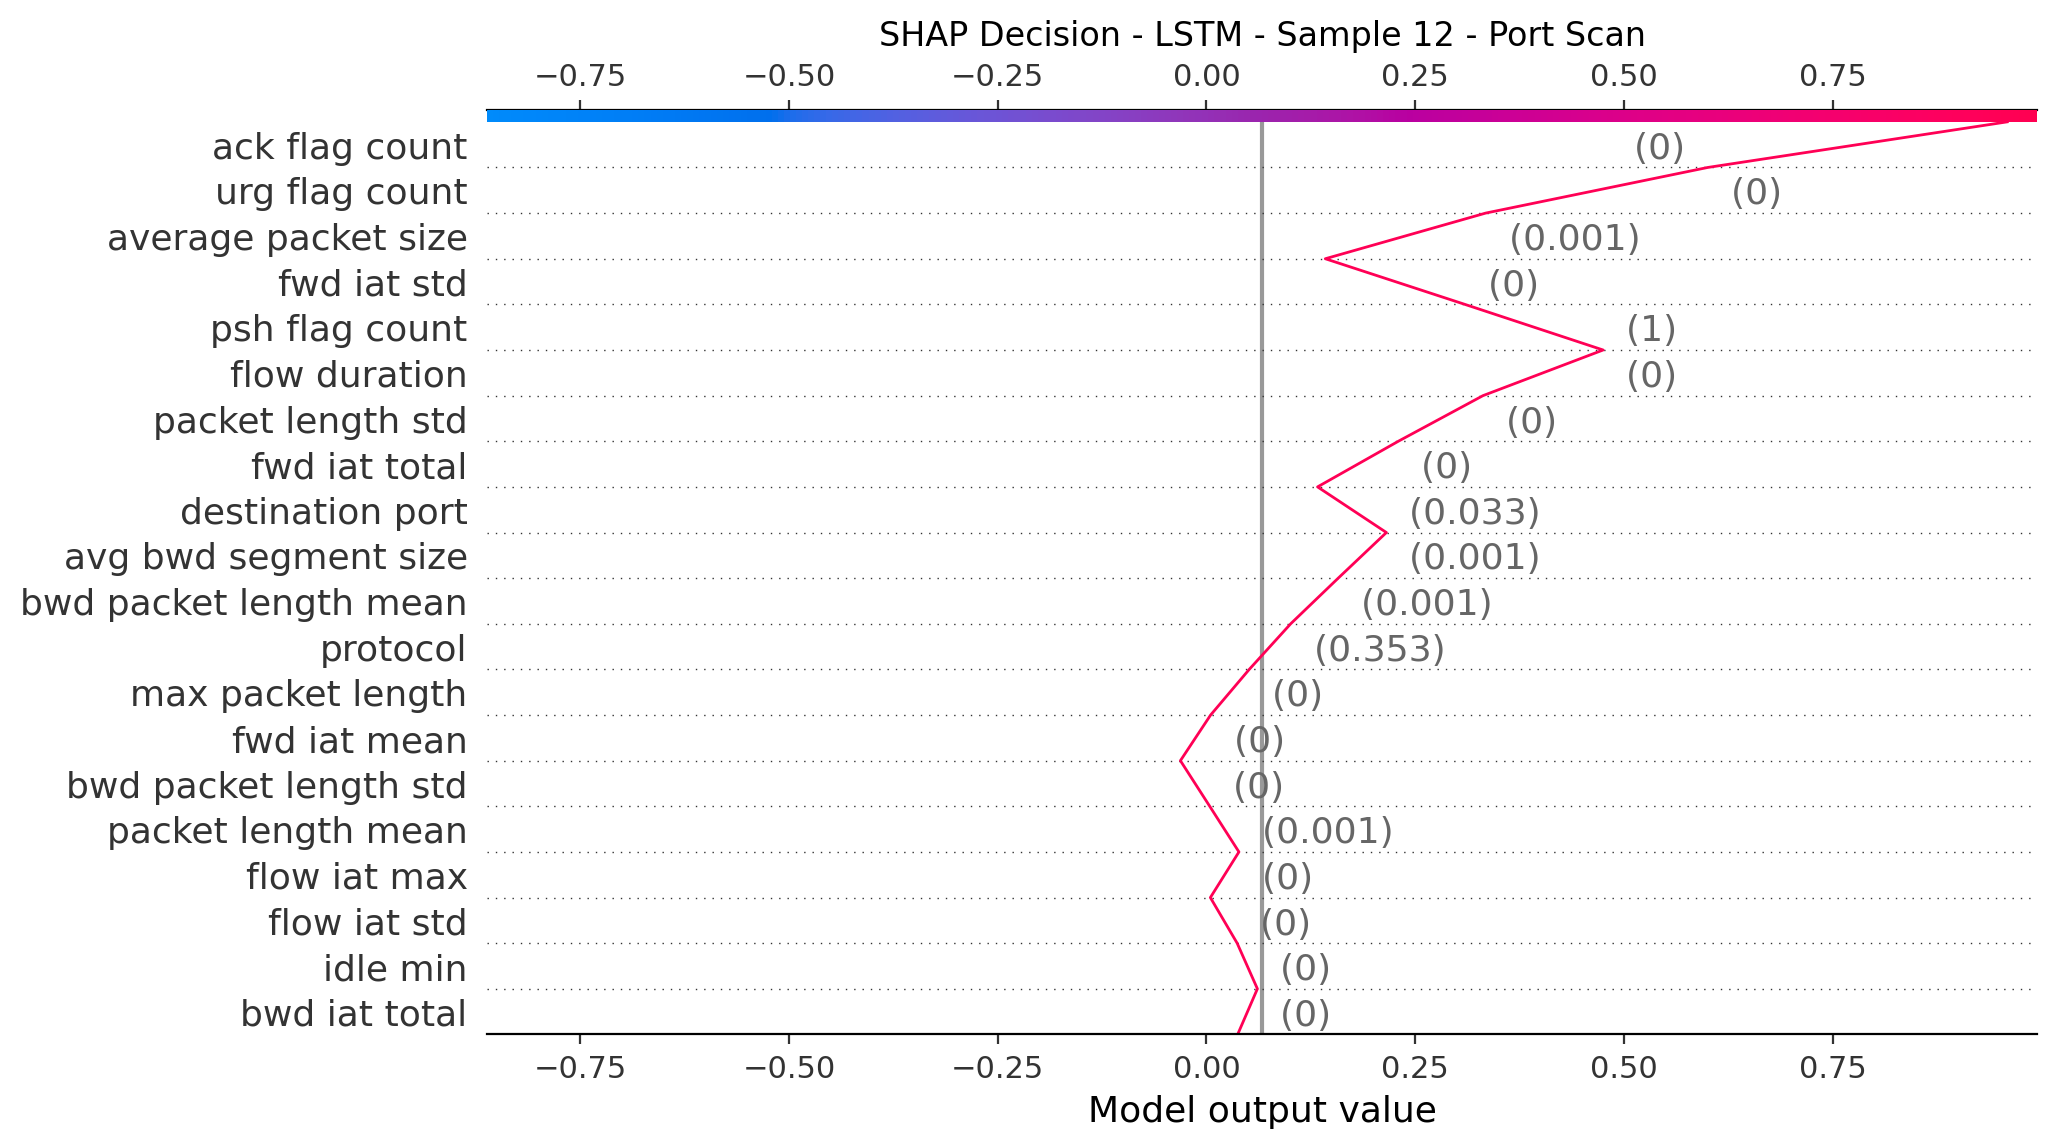 SHAP Decision - LSTM - Sample 12 - Port Scan
−0.75 −0.50 −0.25 0.00 0.25 0.50 0.75
ack flag count (0)
urg flag count (0)
average packet size (0.001)
fwd iat std (0)
psh flag count (1)
flow duration (0)
packet length std (0)
fwd iat total (0)
destination port (0.033)
avg bwd segment size (0.001)
bwd packet length mean (0.001)
protocol (0.353)
max packet length (0)
fwd iat mean (0)
bwd packet length std (0)
packet length mean (0.001)
flow iat max (0)
flow iat std (0)
idle min (0)
bwd iat total (0)
−0.75 −0.50 −0.25 0.00 0.25 0.50 0.75
Model output value